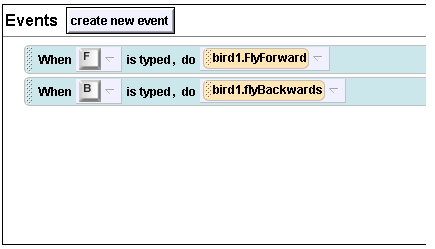 Events create new event
When F is typed, do bird1.FlyForward
When B is typed, do bird1.flyBackwards